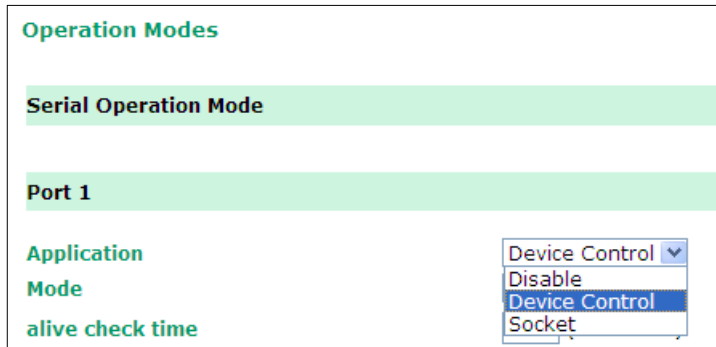 Operation Modes
Serial Operation Mode
Port 1
Application
Device Control
Disable
Mode
Device Control
alive check time
Socket